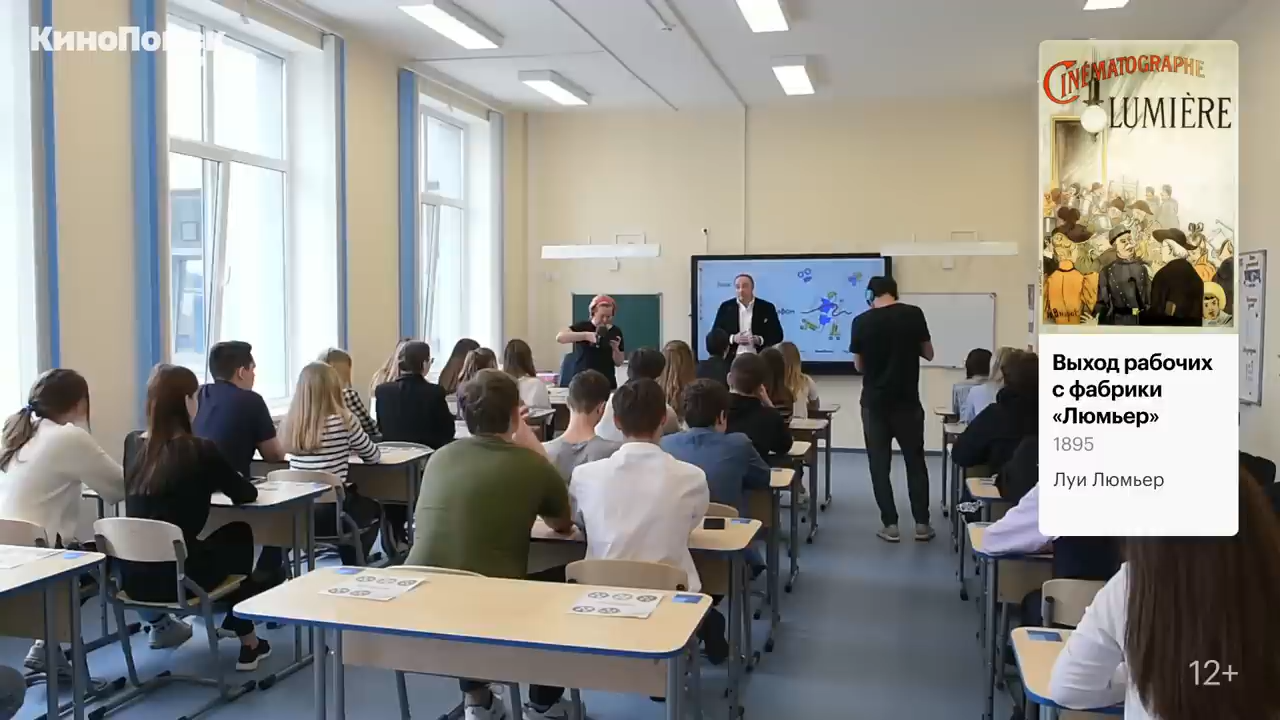 КиноПоиск
CINÉMATOGRAPHE
LUMIÈRE
Выход рабочих
с фабрики
«Люмьер»
1895
Луи Люмьер
12+